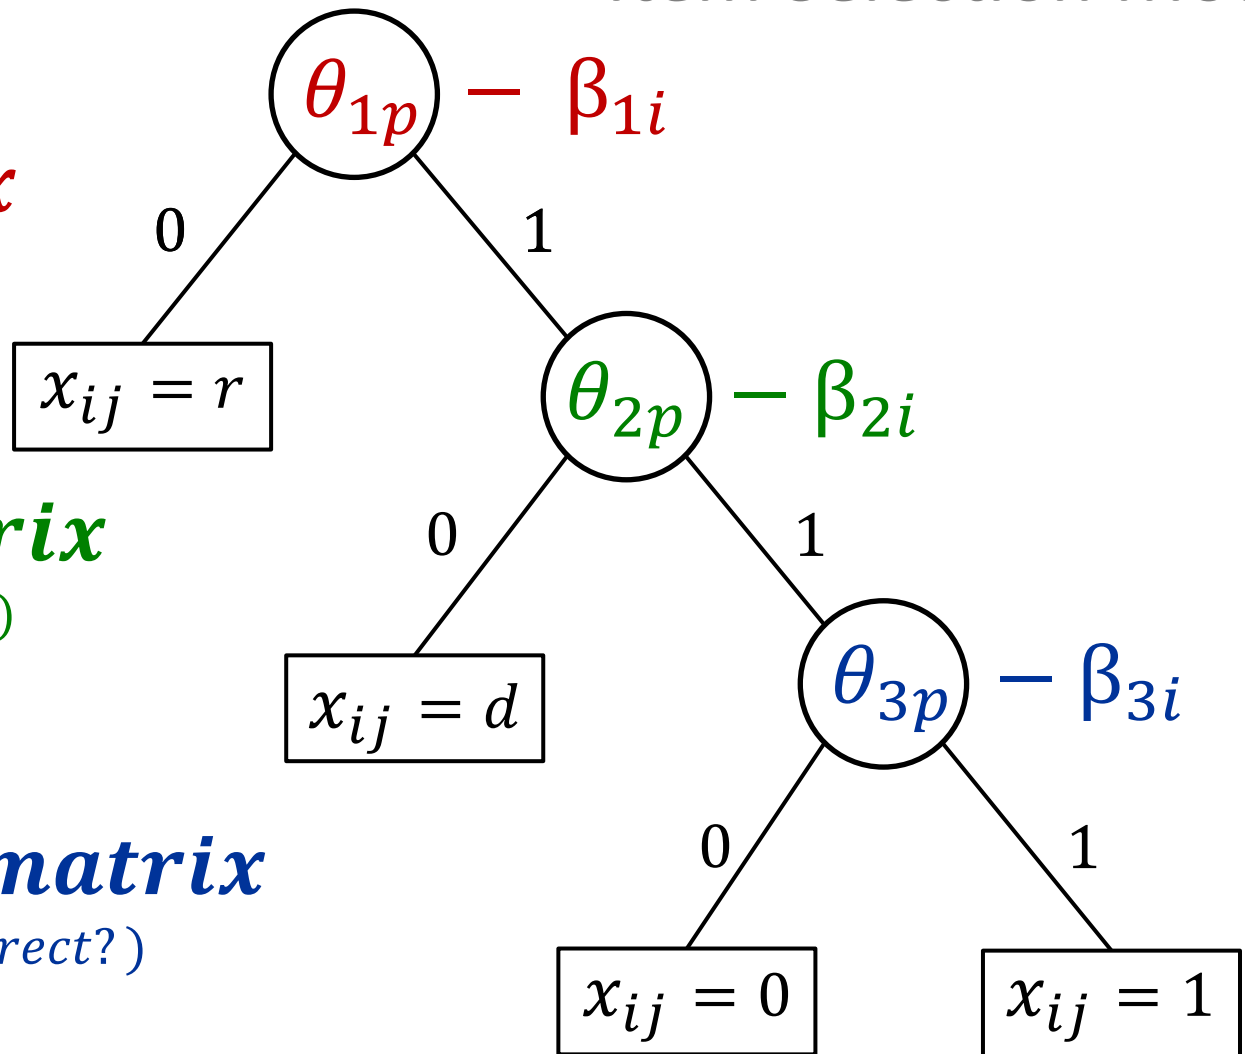 θ₁ₚ − β₁ᵢ
x
0 1
xᵢⱼ = r
θ₂ₚ − β₂ᵢ
rix
)
0 1
xᵢⱼ = d
θ₃ₚ − β₃ᵢ
matrix
rect?)
0 1
xᵢⱼ = 0
xᵢⱼ = 1